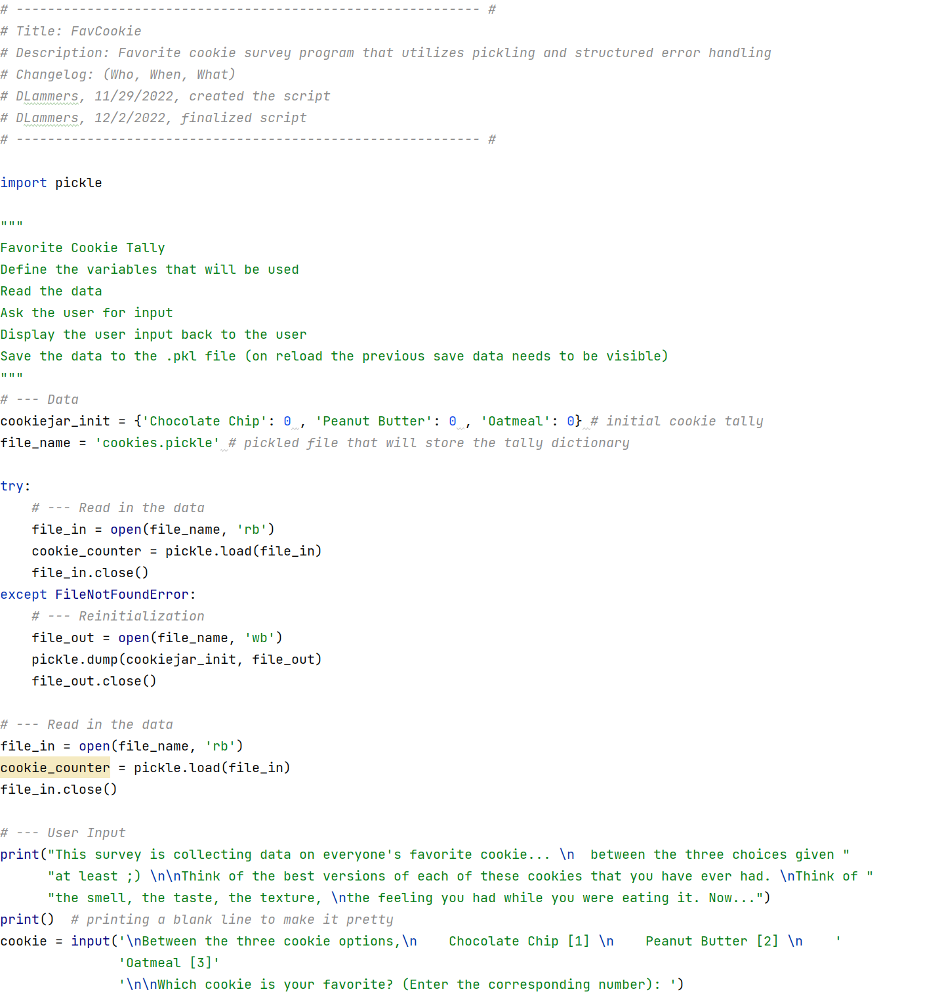 # ----------------------------------------------------------- #
# Title: FavCookie
# Description: Favorite cookie survey program that utilizes pickling and structured error handling
# Changelog: (Who, When, What)
# DLammers, 11/29/2022, created the script
# DLammers, 12/2/2022, finalized script
# ----------------------------------------------------------- #

import pickle

"""
Favorite Cookie Tally
Define the variables that will be used
Read the data
Ask the user for input
Display the user input back to the user
Save the data to the .pkl file (on reload the previous save data needs to be visible)
"""
# --- Data
cookiejar_init = {'Chocolate Chip': 0 , 'Peanut Butter': 0 , 'Oatmeal': 0} # initial cookie tally
file_name = 'cookies.pickle' # pickled file that will store the tally dictionary

try:
    # --- Read in the data
    file_in = open(file_name, 'rb')
    cookie_counter = pickle.load(file_in)
    file_in.close()
except FileNotFoundError:
    # --- Reinitialization
    file_out = open(file_name, 'wb')
    pickle.dump(cookiejar_init, file_out)
    file_out.close()

# --- Read in the data
file_in = open(file_name, 'rb')
cookie_counter = pickle.load(file_in)
file_in.close()

# --- User Input
print("This survey is collecting data on everyone's favorite cookie... \n  between the three choices given "
      "at least ;) \n\nThink of the best versions of each of these cookies that you have ever had. \nThink of "
      "the smell, the taste, the texture, \nthe feeling you had while you were eating it. Now...")
print()  # printing a blank line to make it pretty
cookie = input('\nBetween the three cookie options,\n    Chocolate Chip [1] \n    Peanut Butter [2] \n    '
               'Oatmeal [3]'
               '\n\nWhich cookie is your favorite? (Enter the corresponding number): ')